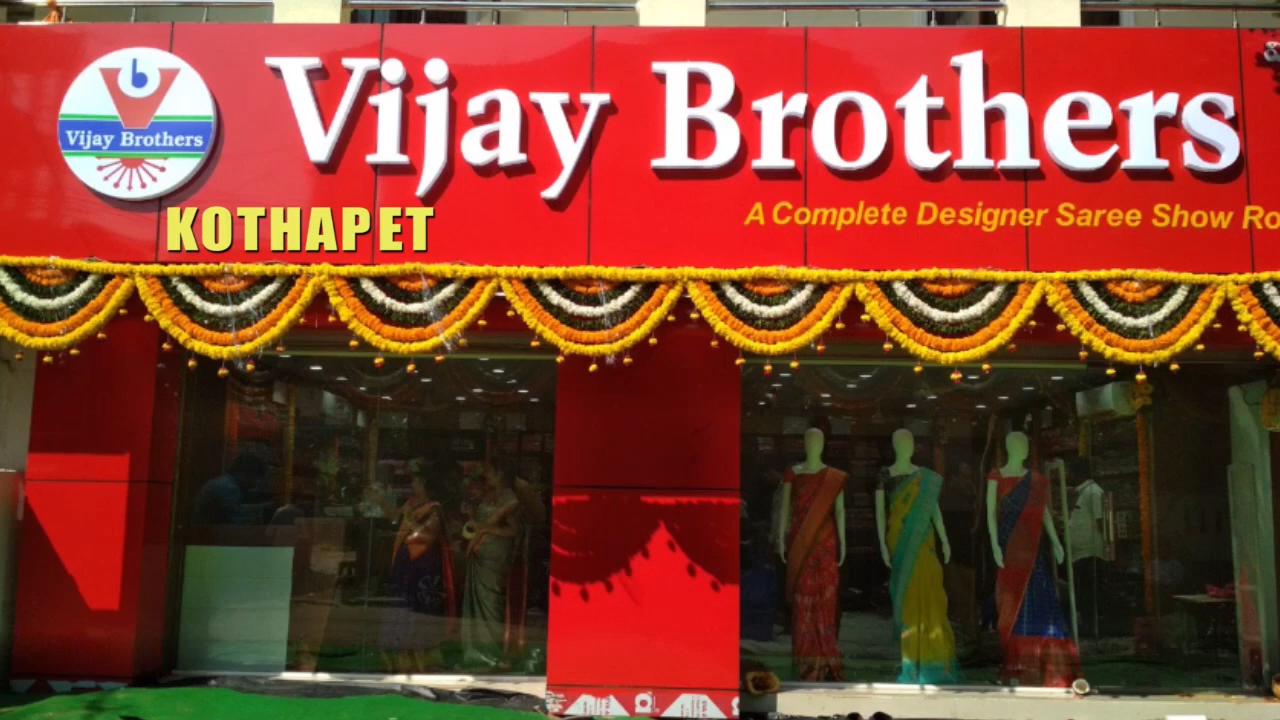 b
Vijay Brothers
Vijay Brothers
KOTHAPET
A Complete Designer Saree Show Ro